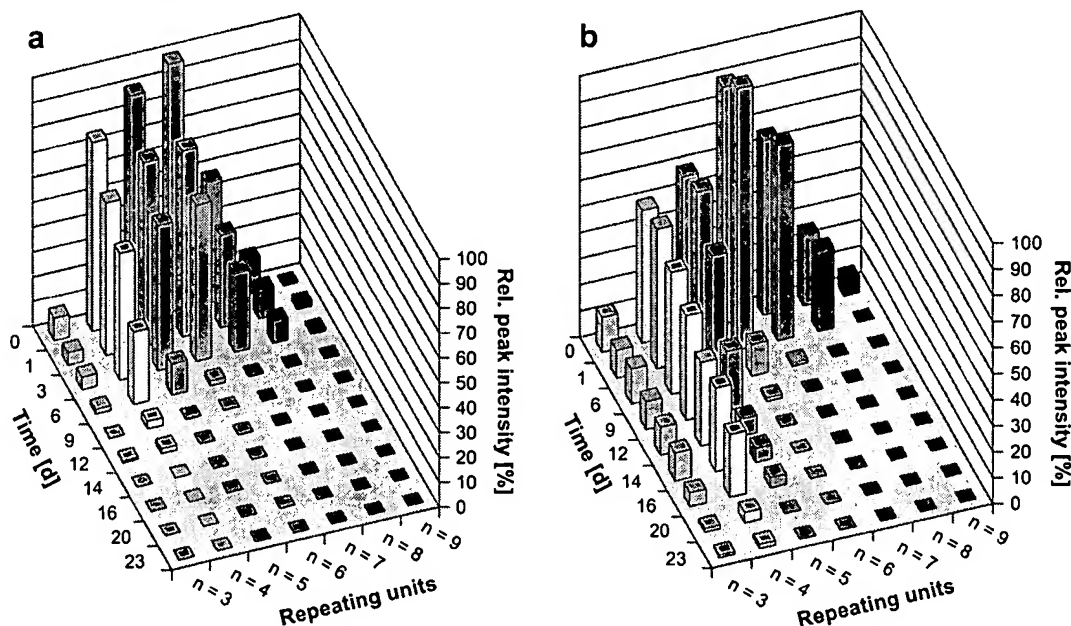 a
0
1
3
6
9
12
14
16
20
23
Time [d]
n = 3
n = 4
n = 5
n = 6
n = 7
n = 8
n = 9
Repeating units
100
90
80
70
60
50
40
30
20
10
0
Rel. peak intensity [%]
b
0
1
6
9
12
14
16
20
23
Time [d]
n = 3
n = 4
n = 5
n = 6
n = 7
n = 8
n = 9
Repeating units
100
90
80
70
60
50
40
30
20
10
0
Rel. peak intensity [%]